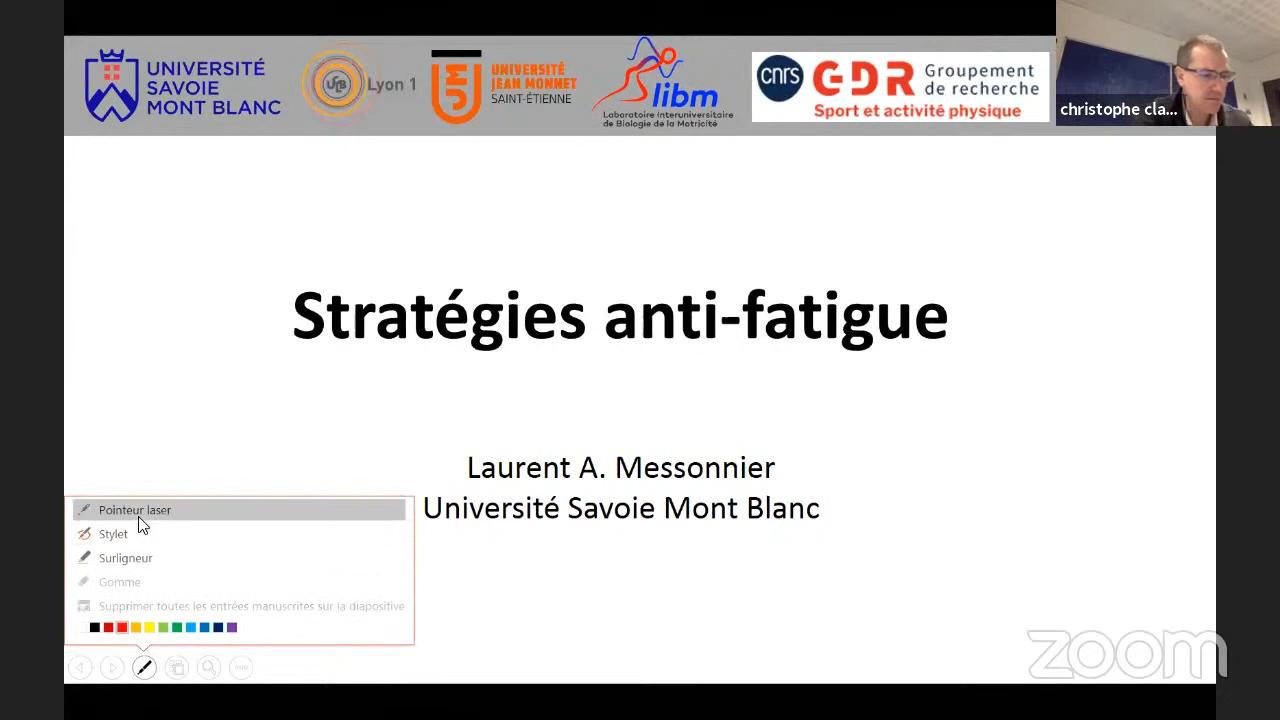 UNIVERSITÉ
SAVOIE
MONT BLANC
UCB
Lyon 1
UJM
UNIVERSITÉ
JEAN MONNET
SAINT-ÉTIENNE
libm
Laboratoire Interuniversitaire
de Biologie de la Motricité
cnrs
GDR
Groupement
de recherche
Sport et activité physique
christophe cla...
Stratégies anti-fatigue
Laurent A. Messonnier
Université Savoie Mont Blanc
Pointeur laser
Stylet
Surligneur
Gomme
Supprimer toutes les entrées manuscrites sur la diapositive
zoom